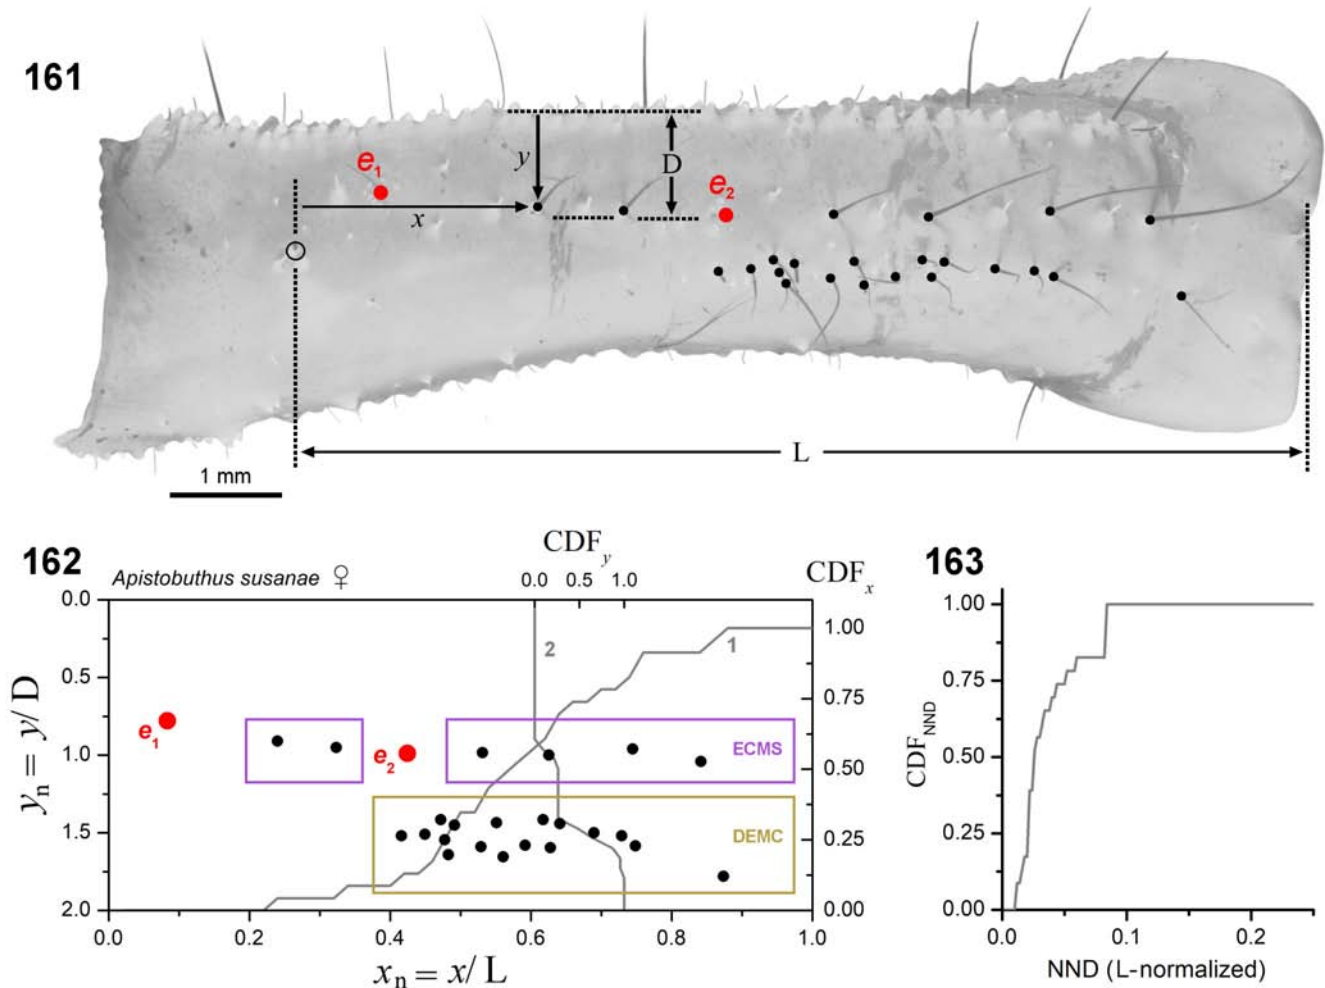 161
e1
y
D
e2
x
L
1 mm
162
Apistobuthus susanae ♀
CDFy
0.0 0.5 1.0
CDFx
0.0
0.5
1.0
1.5
2.0
yn = y/D
e1
e2
2
1
ECMS
DEMC
1.00
0.75
0.50
0.25
0.00
0.0 0.2 0.4 0.6 0.8 1.0
xn = x/L
163
1.00
0.75
0.50
0.25
0.00
CDFNND
0.0 0.1 0.2
NND (L-normalized)